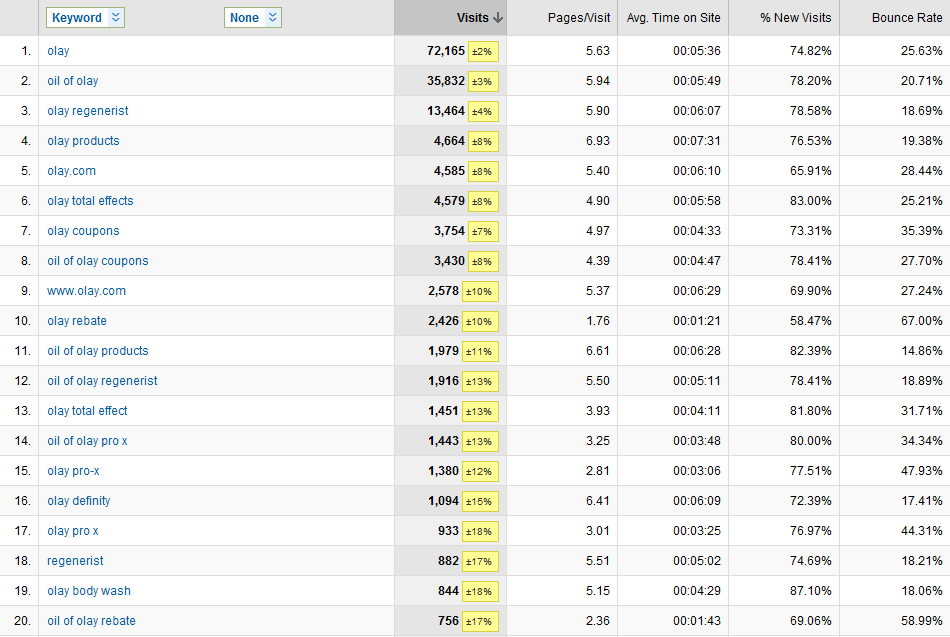 Keyword None Visits Pages/Visit Avg. Time on Site % New Visits Bounce Rate
1. olay 72,165 ±2% 5.63 00:05:36 74.82% 25.63%
2. oil of olay 35,832 ±3% 5.94 00:05:49 78.20% 20.71%
3. olay regenerist 13,464 ±4% 5.90 00:06:07 78.58% 18.69%
4. olay products 4,664 ±8% 6.93 00:07:31 76.53% 19.38%
5. olay.com 4,585 ±8% 5.40 00:06:10 65.91% 28.44%
6. olay total effects 4,579 ±8% 4.90 00:05:58 83.00% 25.21%
7. olay coupons 3,754 ±7% 4.97 00:04:33 73.31% 35.39%
8. oil of olay coupons 3,430 ±8% 4.39 00:04:47 78.41% 27.70%
9. www.olay.com 2,578 ±10% 5.37 00:06:29 69.90% 27.24%
10. olay rebate 2,426 ±10% 1.76 00:01:21 58.47% 67.00%
11. oil of olay products 1,979 ±11% 6.61 00:06:28 82.39% 14.86%
12. oil of olay regenerist 1,916 ±13% 5.50 00:05:11 78.41% 18.89%
13. olay total effect 1,451 ±13% 3.93 00:04:11 81.80% 31.71%
14. oil of olay pro x 1,443 ±13% 3.25 00:03:48 80.00% 34.34%
15. olay pro-x 1,380 ±12% 2.81 00:03:06 77.51% 47.93%
16. olay definity 1,094 ±15% 6.41 00:06:09 72.39% 17.41%
17. olay pro x 933 ±18% 3.01 00:03:25 76.97% 44.31%
18. regenerist 882 ±17% 5.51 00:05:02 74.69% 18.21%
19. olay body wash 844 ±18% 5.15 00:04:29 87.10% 18.06%
20. oil of olay rebate 756 ±17% 2.36 00:01:43 69.06% 58.99%